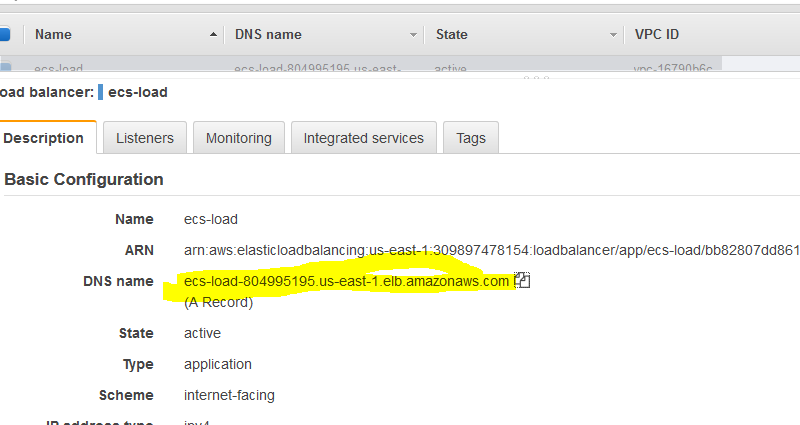 Name DNS name State VPC ID
ecs-load ecs-load-804995195.us-east- active vpc-16790b6c
oad balancer: ecs-load
Description Listeners Monitoring Integrated services Tags
Basic Configuration
Name ecs-load
ARN arn:aws:elasticloadbalancing:us-east-1:309897478154:loadbalancer/app/ecs-load/bb82807dd861
DNS name ecs-load-804995195.us-east-1.elb.amazonaws.com
(A Record)
State active
Type application
Scheme internet-facing
IP address type ipv4